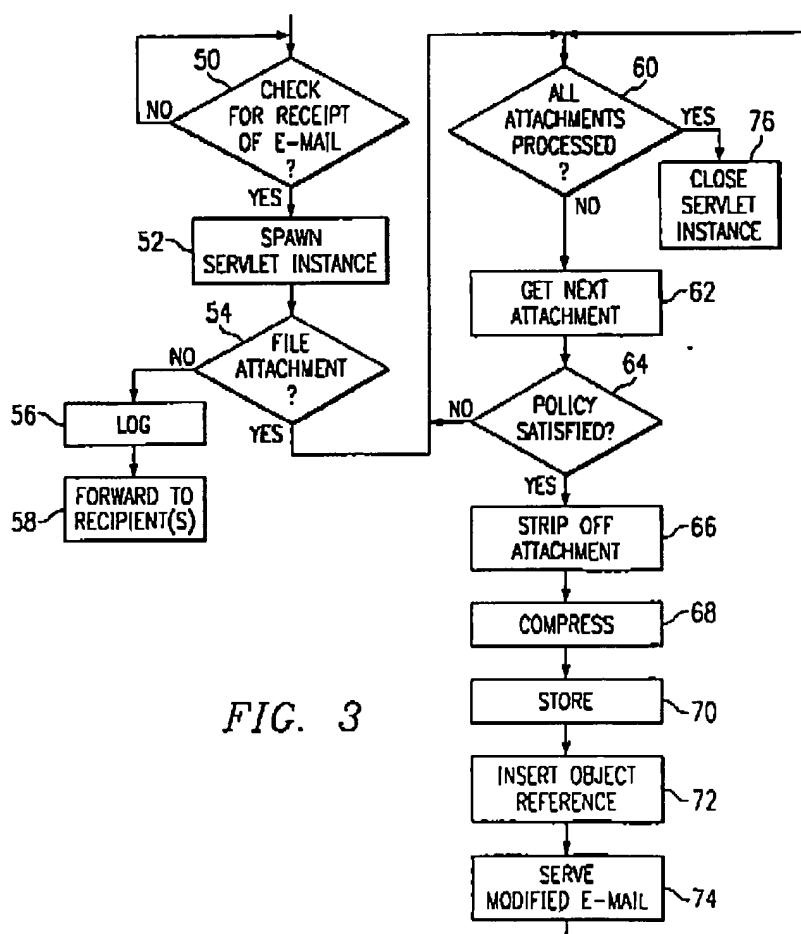 50
CHECK
FOR RECEIPT
OF E-MAIL
?
NO
YES
52
SPAWN
SERVLET INSTANCE
54
FILE
ATTACHMENT
?
NO
YES
56
LOG
58
FORWARD TO
RECIPIENT(S)
60
ALL
ATTACHMENTS
PROCESSED
?
YES
NO
76
CLOSE
SERVLET
INSTANCE
GET NEXT
ATTACHMENT
62
64
POLICY
SATISFIED?
NO
YES
STRIP OFF
ATTACHMENT
66
COMPRESS
68
STORE
70
INSERT OBJECT
REFERENCE
72
SERVE
MODIFIED E-MAIL
74
FIG. 3